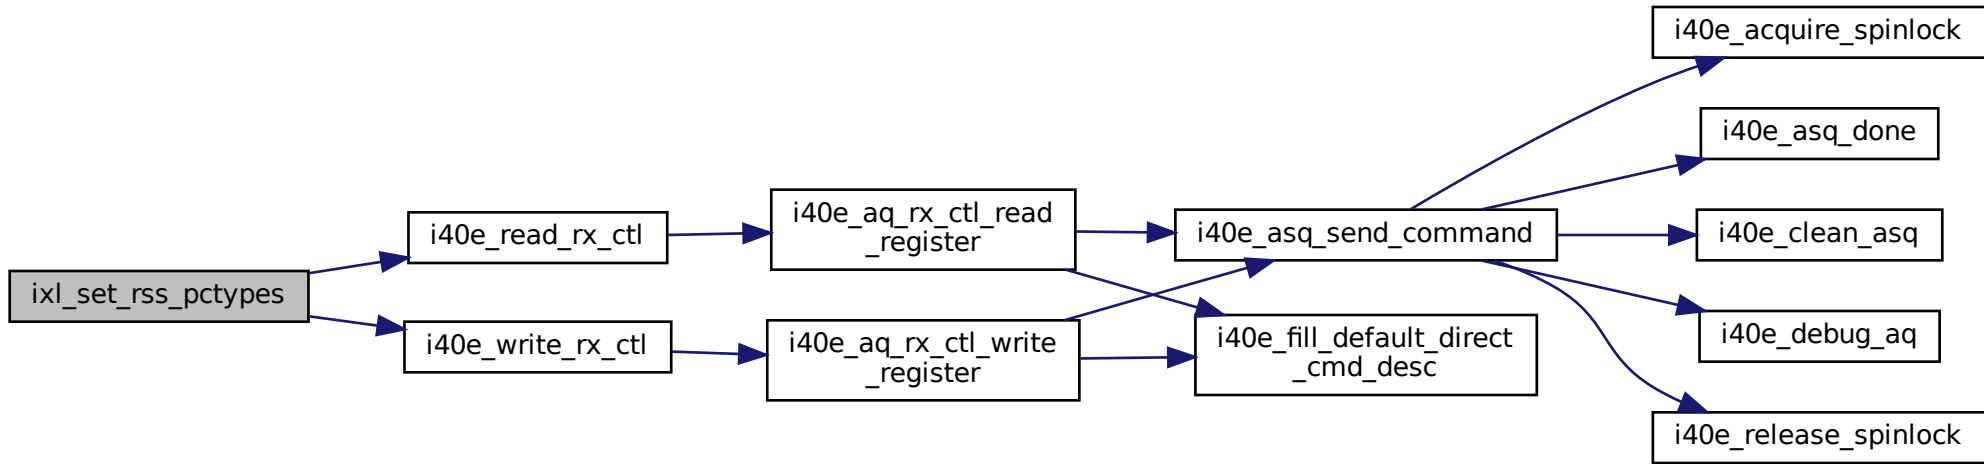 ixl_set_rss_pctypes
i40e_read_rx_ctl
i40e_write_rx_ctl
i40e_aq_rx_ctl_read
_register
i40e_aq_rx_ctl_write
_register
i40e_asq_send_command
i40e_fill_default_direct
_cmd_desc
i40e_acquire_spinlock
i40e_asq_done
i40e_clean_asq
i40e_debug_aq
i40e_release_spinlock